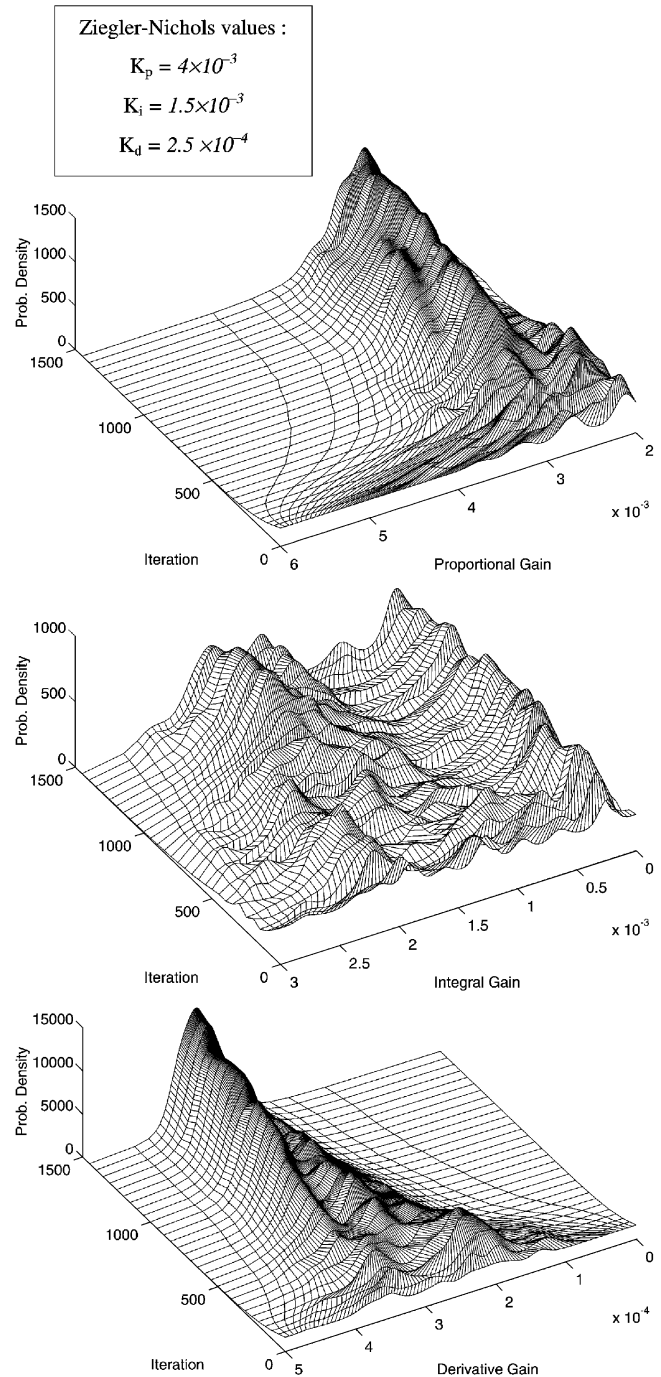 Ziegler-Nichols values :
Kp = 4×10⁻³
Ki = 1.5×10⁻³
Kd = 2.5 ×10⁻⁴
1500
1000
500
0
Prob. Density
1500
1000
500
0
Iteration
6
5
4
3
2
x 10⁻³
Proportional Gain
1000
500
0
Prob. Density
1500
1000
500
0
Iteration
3
2.5
2
1.5
1
0.5
0
x 10⁻³
Integral Gain
15000
10000
5000
0
Prob. Density
1500
1000
500
0
Iteration
5
4
3
2
1
0
x 10⁻⁴
Derivative Gain